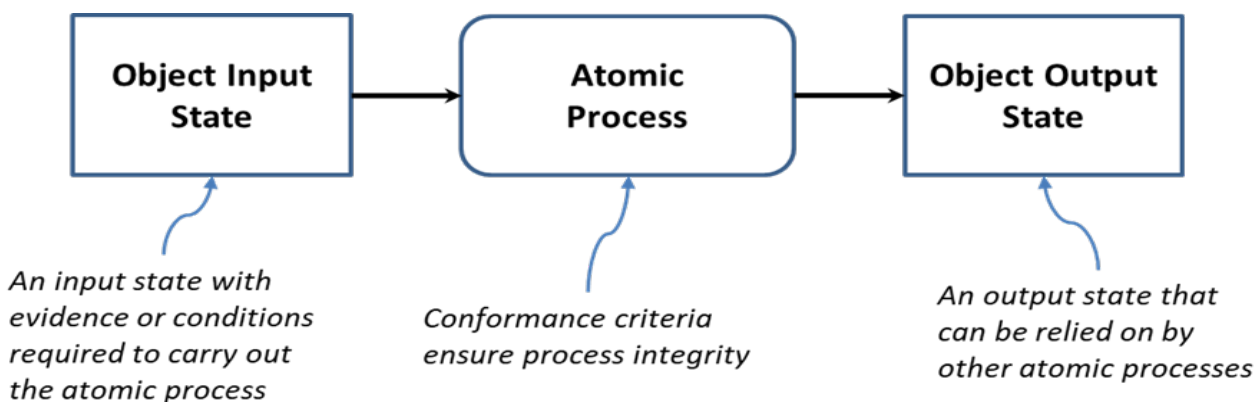 Object Input
State
Atomic
Process
Object Output
State
An input state with
evidence or conditions
required to carry out
the atomic process
Conformance criteria
ensure process integrity
An output state that
can be relied on by
other atomic processes